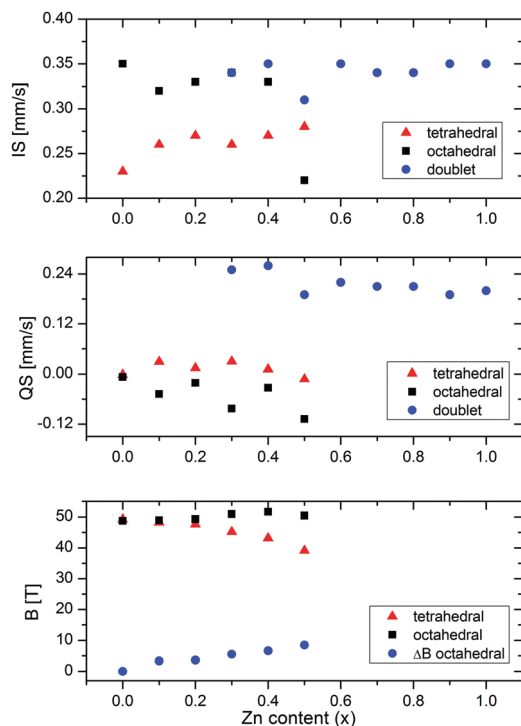 0.40
0.35
0.30
0.25
0.20
IS [mm/s]
tetrahedral
octahedral
doublet
0.0 0.2 0.4 0.6 0.8 1.0
0.24
0.12
0.00
-0.12
QS [mm/s]
tetrahedral
octahedral
doublet
0.0 0.2 0.4 0.6 0.8 1.0
50
40
30
20
10
0
B [T]
tetrahedral
octahedral
ΔB octahedral
0.0 0.2 0.4 0.6 0.8 1.0
Zn content (x)